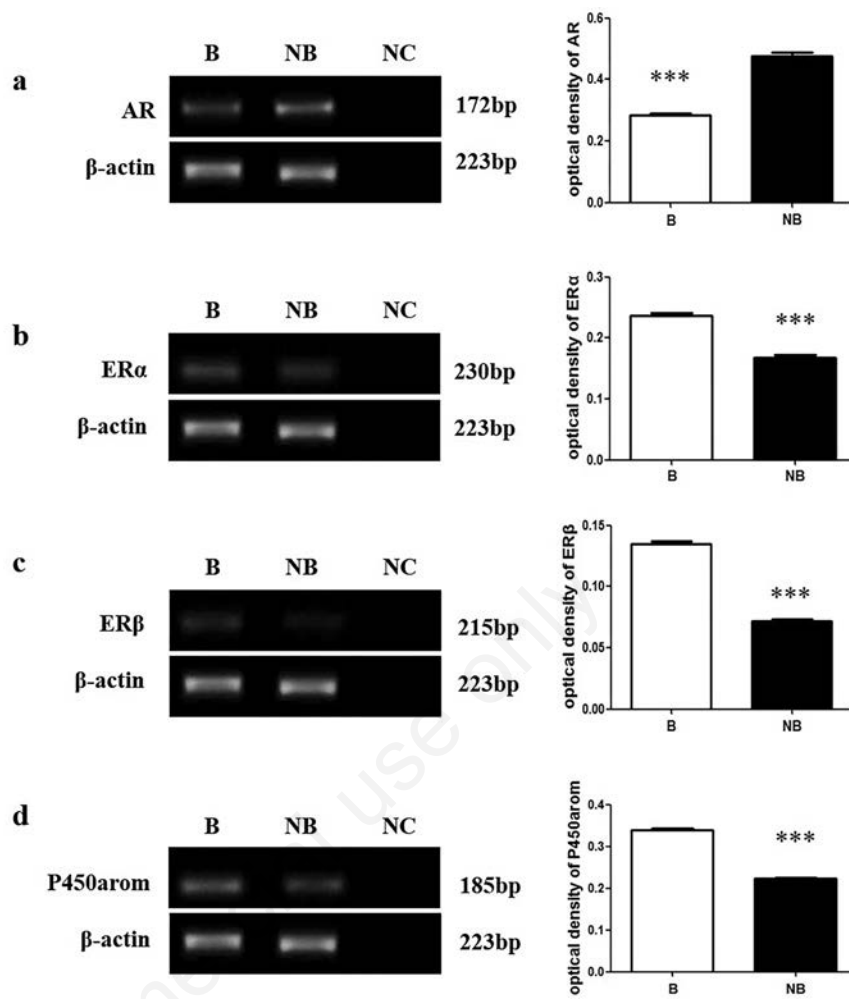 a
B NB NC
AR 172bp
β-actin 223bp
optical density of AR
0.6
0.4
0.2
0.0
***
B NB
b
B NB NC
ERα 230bp
β-actin 223bp
optical density of ERα
0.3
0.2
0.1
0.0
***
B NB
c
B NB NC
ERβ 215bp
β-actin 223bp
optical density of ERβ
0.15
0.10
0.05
0.00
***
B NB
d
B NB NC
P450arom 185bp
β-actin 223bp
optical density of P450arom
0.4
0.3
0.2
0.1
0.0
***
B NB
use only